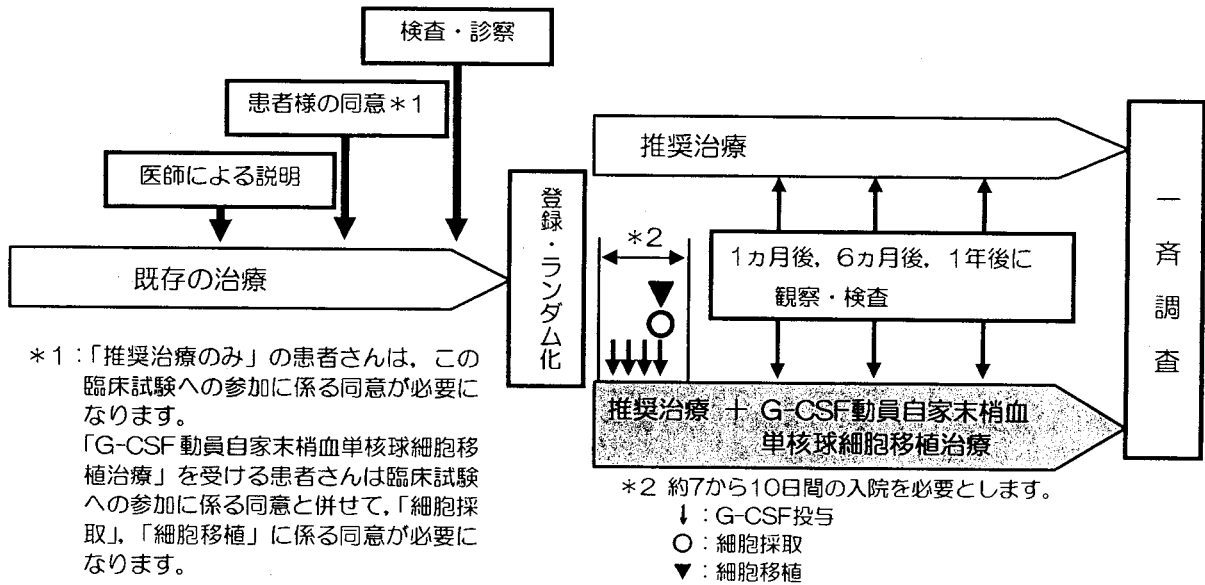 検査・診察
患者様の同意＊1
医師による説明
既存の治療
登録・ランダム化
推奨治療
＊2
1ヵ月後，6ヵ月後，1年後に
観察・検査
推奨治療 ＋ G-CSF動員自家末梢血
単核球細胞移植治療
一斉調査
＊1：「推奨治療のみ」の患者さんは，この
臨床試験への参加に係る同意が必要に
なります。
「G-CSF動員自家末梢血単核球細胞移
植治療」を受ける患者さんは臨床試験
への参加に係る同意と併せて，「細胞採
取」，「細胞移植」に係る同意が必要に
なります。
＊2 約7から10日間の入院を必要とします。
↓：G-CSF投与
○：細胞採取
▼：細胞移植